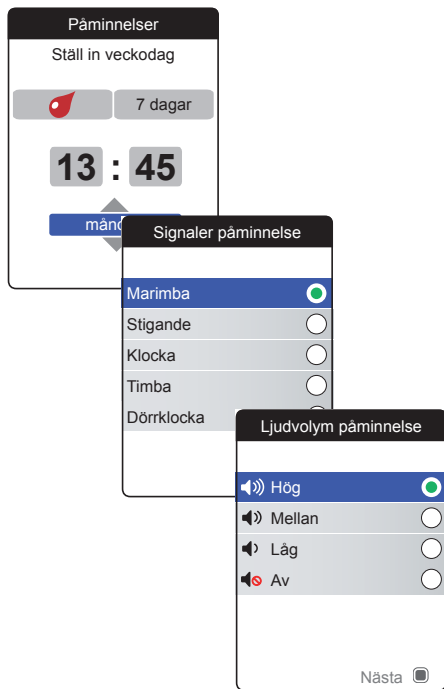 Påminnelser
Ställ in veckodag
7 dagar
13 : 45
månd
Signaler påminnelse
Marimba
Stigande
Klocka
Timba
Dörrklocka
Ljudvolym påminnelse
Hög
Mellan
Låg
Av
Nästa